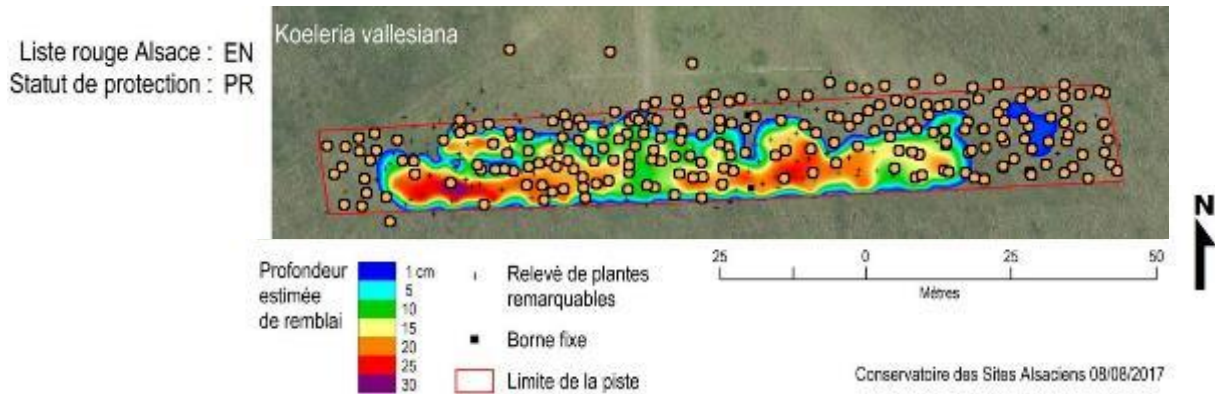 Koeleria vallesiana
Liste rouge Alsace : EN
Statut de protection : PR
N
Profondeur
estimée
de remblai
1 cm
5
10
15
20
25
30
Relevé de plantes
remarquables
Borne fixe
Limite de la piste
25 0 25 50
Mètres
Conservatoire des Sites Alsaciens 08/08/2017